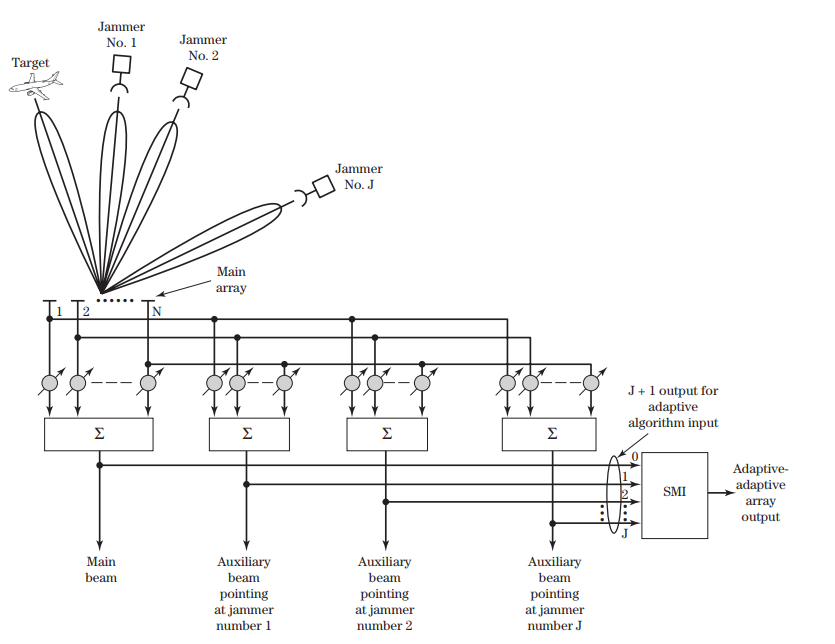 Jammer
No. 1
Jammer
No. 2
Target
Jammer
No. J
Main
array
1
2
N
J + 1 output for
adaptive
algorithm input
Σ
Σ
Σ
Σ
0
1
2
J
SMI
Adaptive-
adaptive
array
output
Main
beam
Auxiliary
beam
pointing
at jammer
number 1
Auxiliary
beam
pointing
at jammer
number 2
Auxiliary
beam
pointing
at jammer
number J